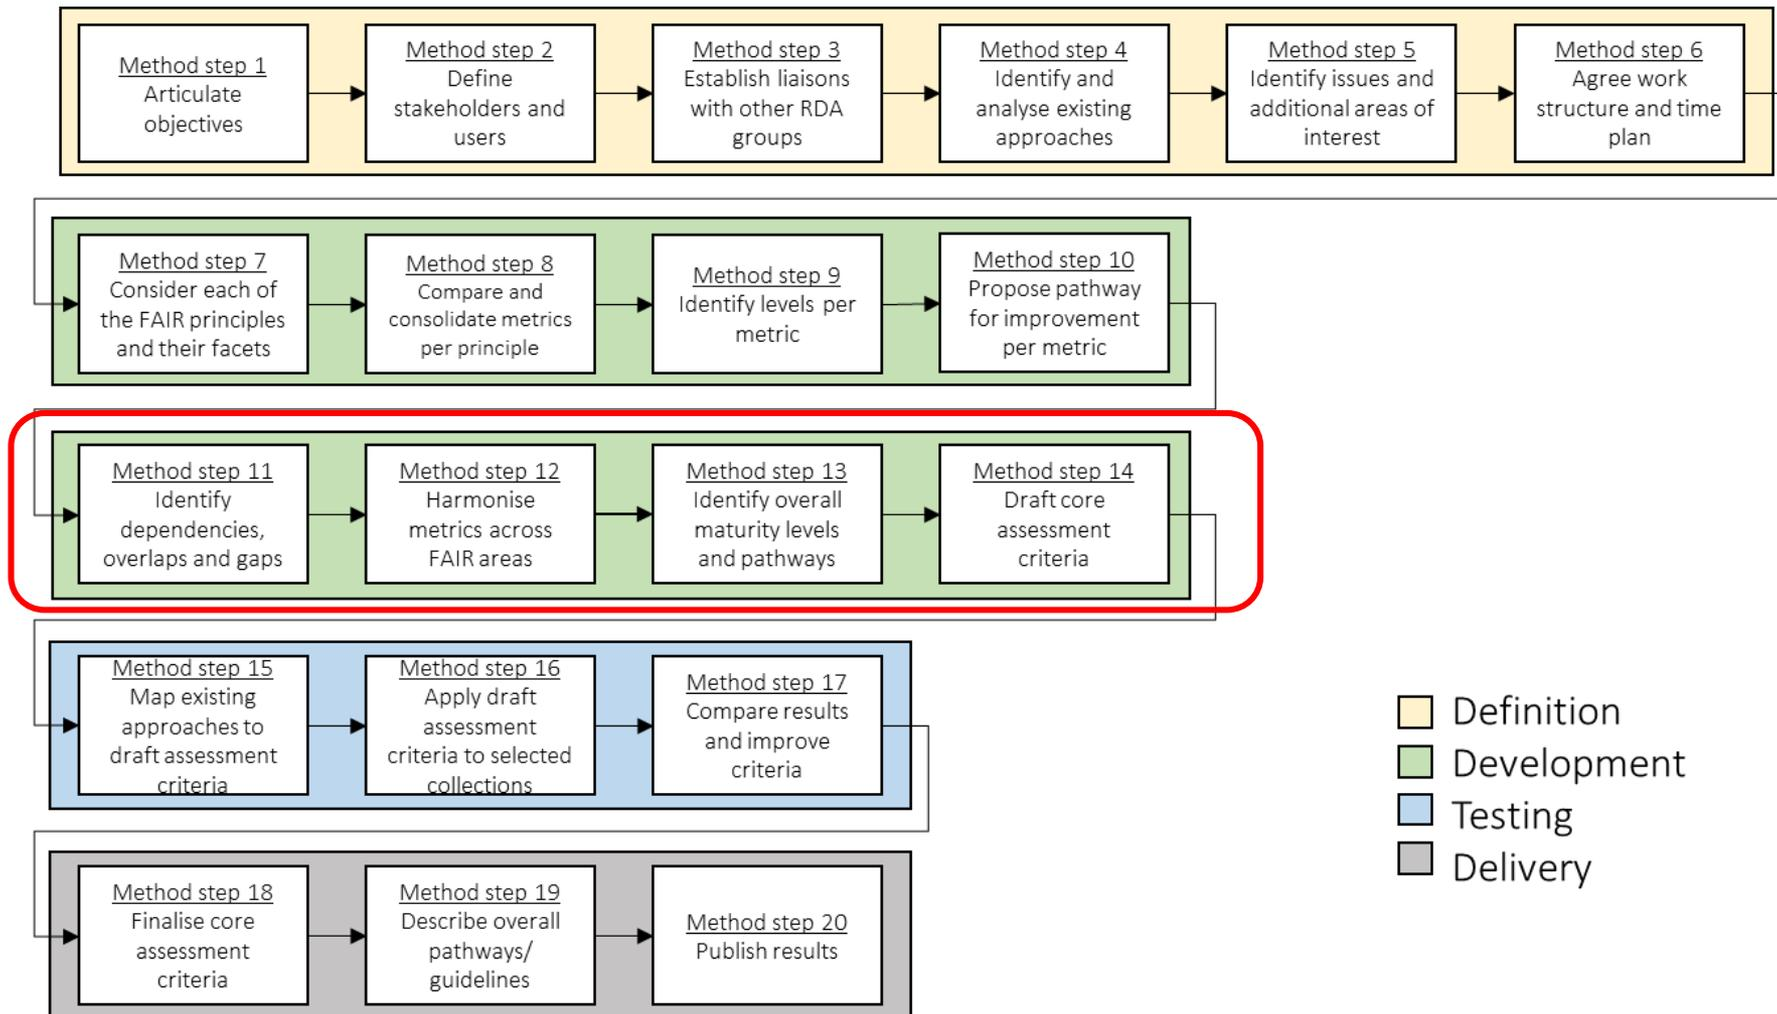 Method step 1
Articulate
objectives
Method step 2
Define
stakeholders and
users
Method step 3
Establish liaisons
with other RDA
groups
Method step 4
Identify and
analyse existing
approaches
Method step 5
Identify issues and
additional areas of
interest
Method step 6
Agree work
structure and time
plan
Method step 7
Consider each of
the FAIR principles
and their facets
Method step 8
Compare and
consolidate metrics
per principle
Method step 9
Identify levels per
metric
Method step 10
Propose pathway
for improvement
per metric
Method step 11
Identify
dependencies,
overlaps and gaps
Method step 12
Harmonise
metrics across
FAIR areas
Method step 13
Identify overall
maturity levels
and pathways
Method step 14
Draft core
assessment
criteria
Method step 15
Map existing
approaches to
draft assessment
criteria
Method step 16
Apply draft
assessment
criteria to selected
collections
Method step 17
Compare results
and improve
criteria
Method step 18
Finalise core
assessment
criteria
Method step 19
Describe overall
pathways/
guidelines
Method step 20
Publish results
Definition
Development
Testing
Delivery